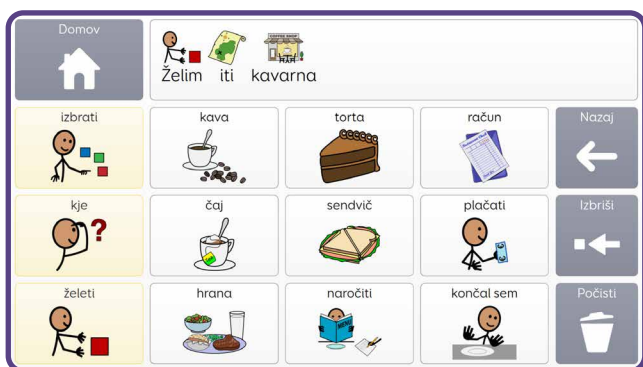 Domov
Želim iti kavarna
izbrati kava torta račun Nazaj
kje čaj sendvič plačati Izbriši
želeti hrana naročiti končal sem Počisti